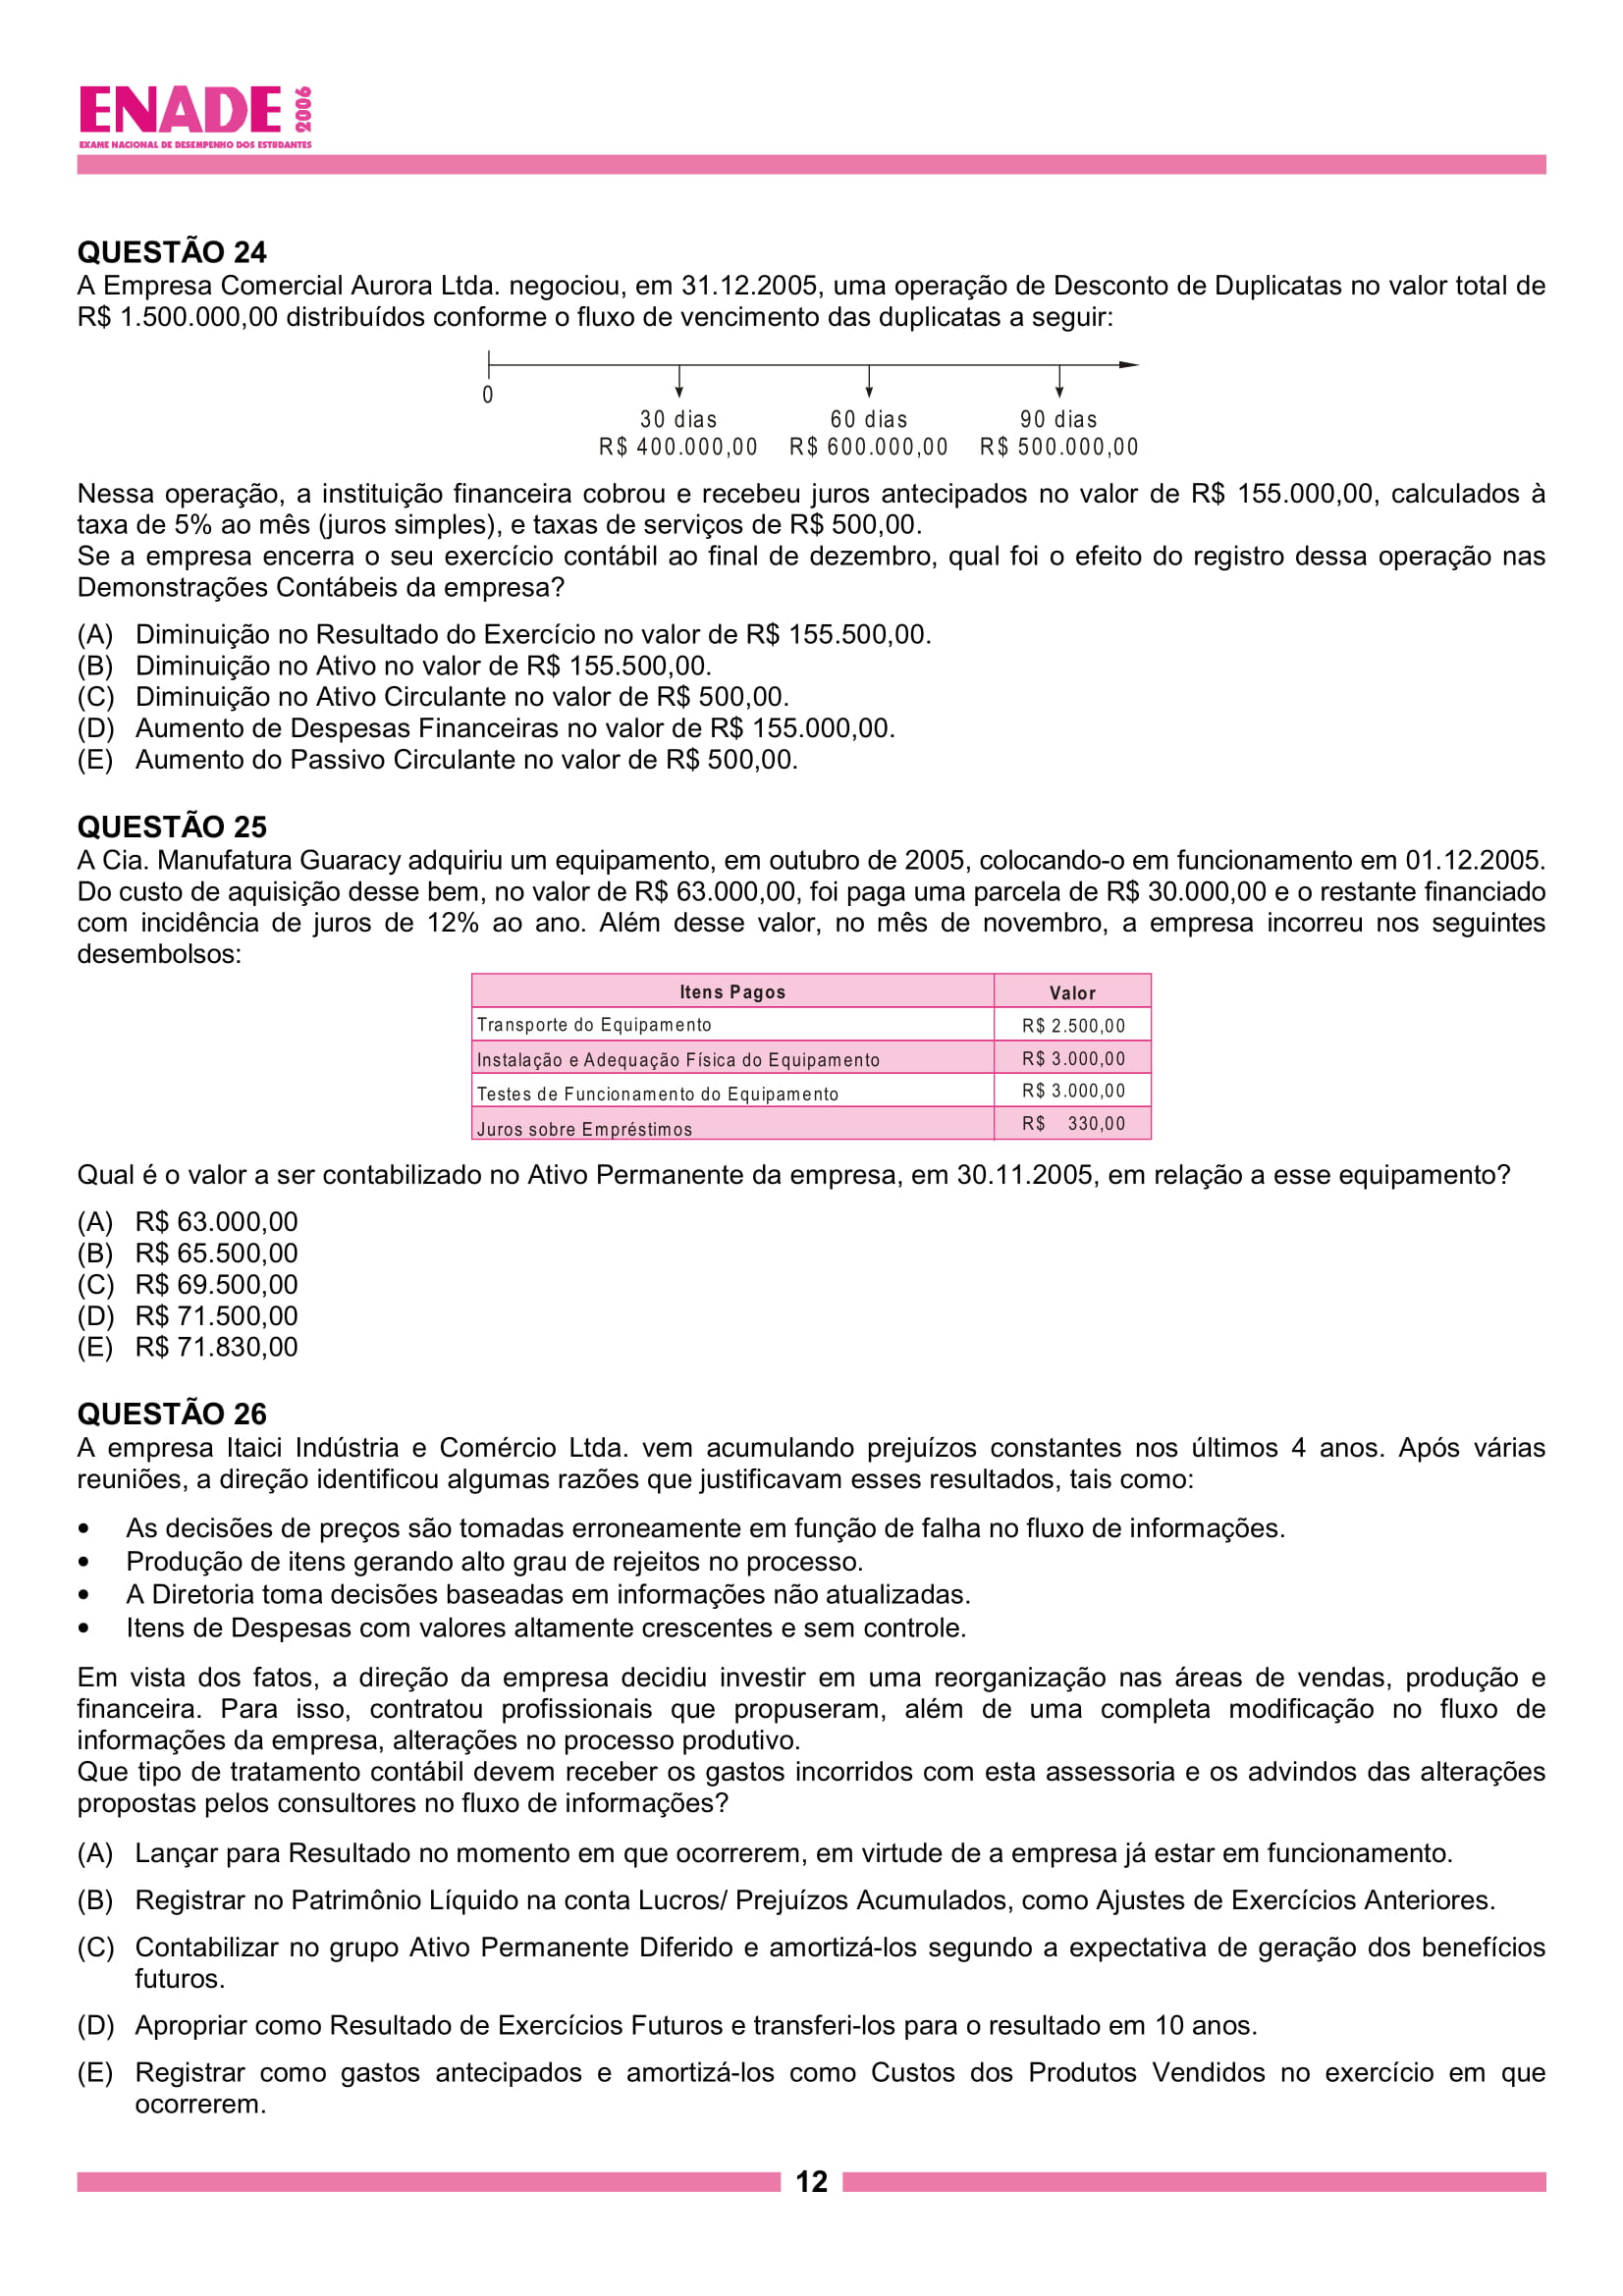 ENADE 2006
EXAME NACIONAL DE DESEMPENHO DOS ESTUDANTES
QUESTÃO 24
A Empresa Comercial Aurora Ltda. negociou, em 31.12.2005, uma operação de Desconto de Duplicatas no valor total de
R$ 1.500.000,00 distribuídos conforme o fluxo de vencimento das duplicatas a seguir:
0
30 dias 60 dias 90 dias
R$ 400.000,00 R$ 600.000,00 R$ 500.000,00
Nessa operação, a instituição financeira cobrou e recebeu juros antecipados no valor de R$ 155.000,00, calculados à
taxa de 5% ao mês (juros simples), e taxas de serviços de R$ 500,00.
Se a empresa encerra o seu exercício contábil ao final de dezembro, qual foi o efeito do registro dessa operação nas
Demonstrações Contábeis da empresa?
(A) Diminuição no Resultado do Exercício no valor de R$ 155.500,00.
(B) Diminuição no Ativo no valor de R$ 155.500,00.
(C) Diminuição no Ativo Circulante no valor de R$ 500,00.
(D) Aumento de Despesas Financeiras no valor de R$ 155.000,00.
(E) Aumento do Passivo Circulante no valor de R$ 500,00.
QUESTÃO 25
A Cia. Manufatura Guaracy adquiriu um equipamento, em outubro de 2005, colocando-o em funcionamento em 01.12.2005.
Do custo de aquisição desse bem, no valor de R$ 63.000,00, foi paga uma parcela de R$ 30.000,00 e o restante financiado
com incidência de juros de 12% ao ano. Além desse valor, no mês de novembro, a empresa incorreu nos seguintes
desembolsos:
Itens Pagos Valor
Transporte do Equipamento R$ 2.500,00
Instalação e Adequação Física do Equipamento R$ 3.000,00
Testes de Funcionamento do Equipamento R$ 3.000,00
Juros sobre Empréstimos R$ 330,00
Qual é o valor a ser contabilizado no Ativo Permanente da empresa, em 30.11.2005, em relação a esse equipamento?
(A) R$ 63.000,00
(B) R$ 65.500,00
(C) R$ 69.500,00
(D) R$ 71.500,00
(E) R$ 71.830,00
QUESTÃO 26
A empresa Itaici Indústria e Comércio Ltda. vem acumulando prejuízos constantes nos últimos 4 anos. Após várias
reuniões, a direção identificou algumas razões que justificavam esses resultados, tais como:
• As decisões de preços são tomadas erroneamente em função de falha no fluxo de informações.
• Produção de itens gerando alto grau de rejeitos no processo.
• A Diretoria toma decisões baseadas em informações não atualizadas.
• Itens de Despesas com valores altamente crescentes e sem controle.
Em vista dos fatos, a direção da empresa decidiu investir em uma reorganização nas áreas de vendas, produção e
financeira. Para isso, contratou profissionais que propuseram, além de uma completa modificação no fluxo de
informações da empresa, alterações no processo produtivo.
Que tipo de tratamento contábil devem receber os gastos incorridos com esta assessoria e os advindos das alterações
propostas pelos consultores no fluxo de informações?
(A) Lançar para Resultado no momento em que ocorrerem, em virtude de a empresa já estar em funcionamento.
(B) Registrar no Patrimônio Líquido na conta Lucros/ Prejuízos Acumulados, como Ajustes de Exercícios Anteriores.
(C) Contabilizar no grupo Ativo Permanente Diferido e amortizá-los segundo a expectativa de geração dos benefícios
futuros.
(D) Apropriar como Resultado de Exercícios Futuros e transferi-los para o resultado em 10 anos.
(E) Registrar como gastos antecipados e amortizá-los como Custos dos Produtos Vendidos no exercício em que
ocorrerem.
12